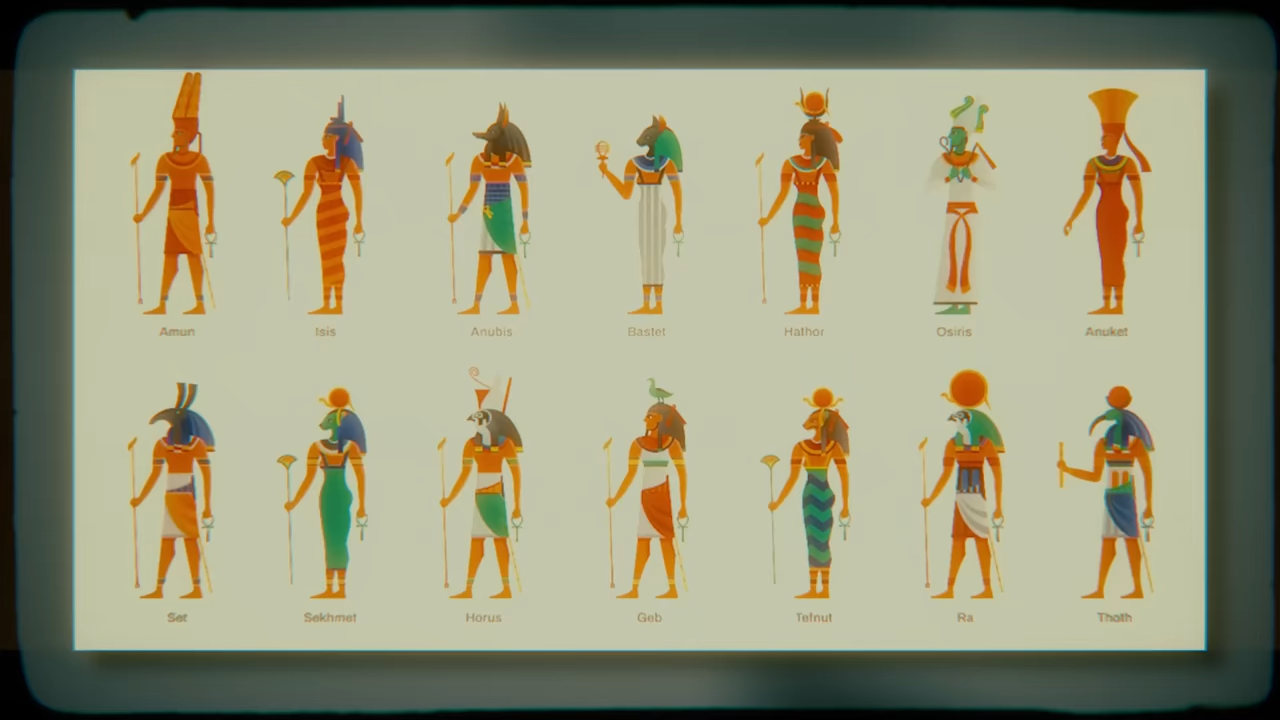 Amun Isis Anubis Bastet Hathor Osiris Anuket
Set Sekhmet Horus Geb Tefnut Ra Thoth